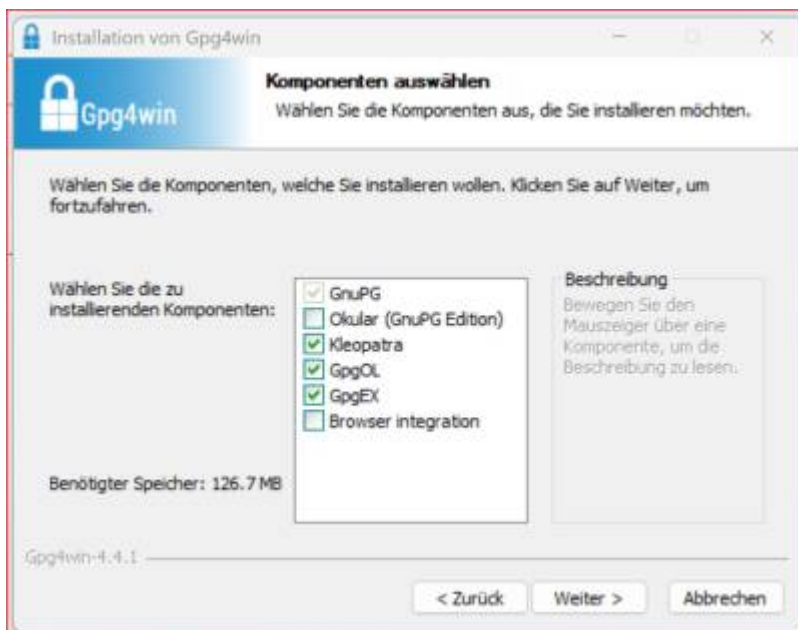 Installation von Gpg4win
Gpg4win
Komponenten auswählen
Wählen Sie die Komponenten aus, die Sie installieren möchten.
Wählen Sie die Komponenten, welche Sie installieren wollen. Klicken Sie auf Weiter, um
fortzufahren.
Wählen Sie die zu
installierenden Komponenten:
GnuPG
Okular (GnuPG Edition)
Kleopatra
GpgOL
GpgEX
Browser integration
Beschreibung
Bewegen Sie den
Mauszeiger über eine
Komponente, um die
Beschreibung zu lesen.
Benötigter Speicher: 126.7 MB
Gpg4win-4.4.1
< Zurück
Weiter >
Abbrechen